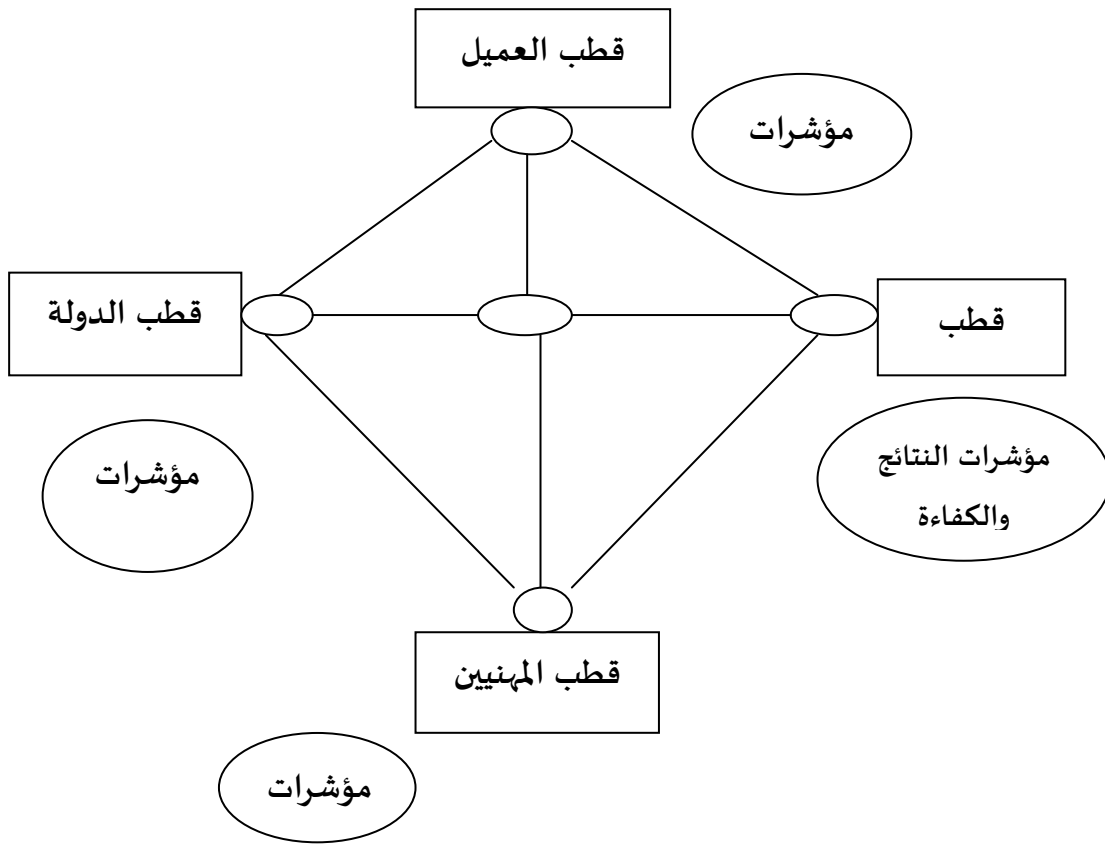 قطب العميل
مؤشرات
قطب الدولة
قطب
مؤشرات
مؤشرات النتائج
والكفاءة
قطب المهنيين
مؤشرات